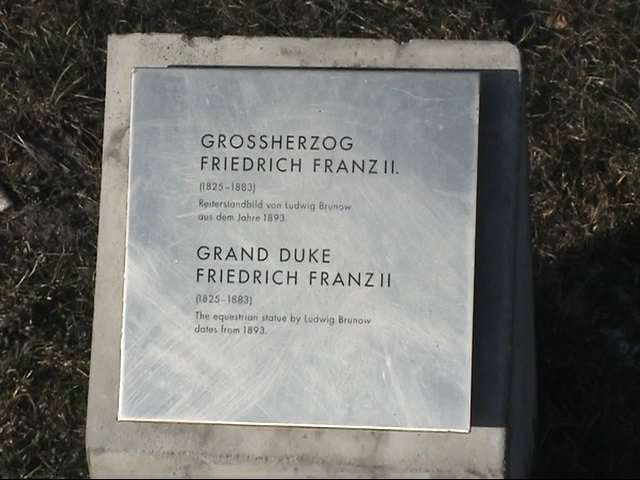 GROSSHERZOG
FRIEDRICH FRANZ II.
(1825–1883)
Reiterstandbild von Ludwig Brunow
aus dem Jahre 1893.
GRAND DUKE
FRIEDRICH FRANZ II
(1825–1883)
The equestrian statue by Ludwig Brunow
dates from 1893.